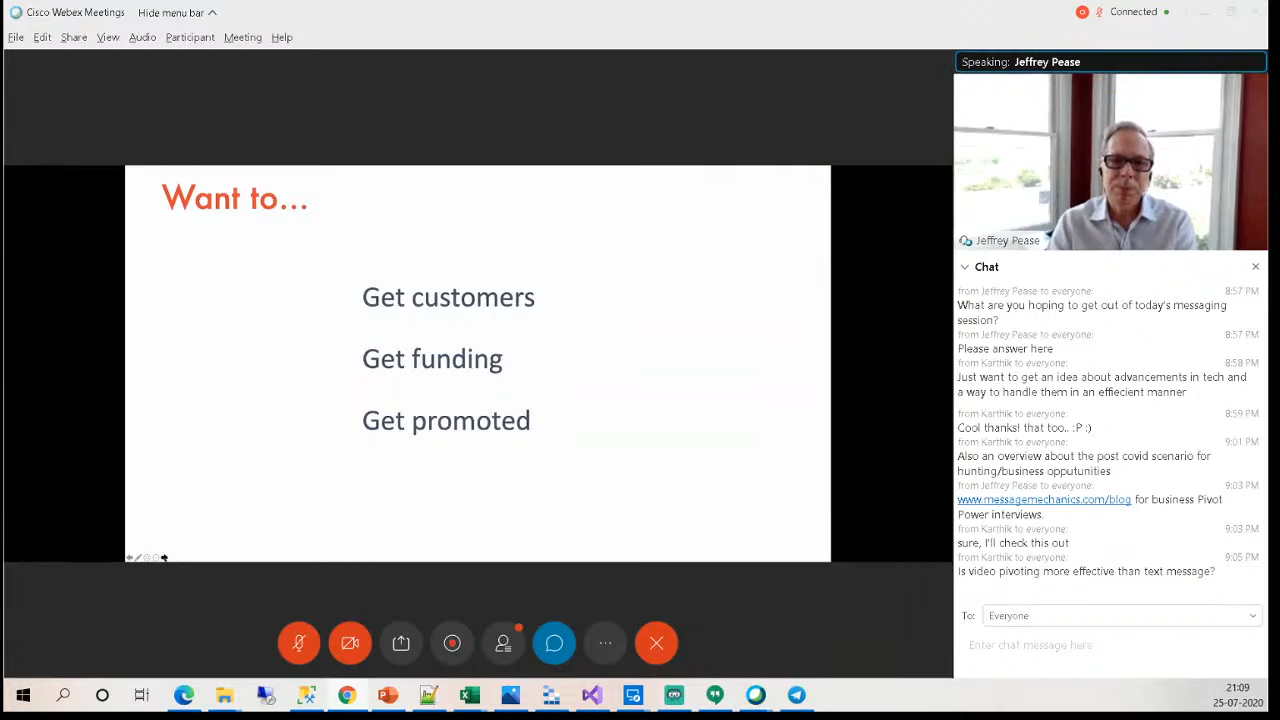 Cisco Webex Meetings
Hide menu bar
Connected
File Edit Share View Audio Participant Meeting Help
Speaking: Jeffrey Pease
Want to...
Get customers
Get funding
Get promoted
Jeffrey Pease
Chat
from Jeffrey Pease to everyone: 8:57 PM
What are you hoping to get out of today's messaging
session?
from Jeffrey Pease to everyone: 8:57 PM
Please answer here
from Karthik to everyone: 8:58 PM
Just want to get an idea about advancements in tech and
a way to handle them in an effiecient manner
from Karthik to everyone: 8:59 PM
Cool thanks! that too.. :P :)
from Karthik to everyone: 9:01 PM
Also an overview about the post covid scenario for
hunting/business opputunities
from Jeffrey Pease to everyone: 9:03 PM
www.messagemechanics.com/blog for business Pivot
Power interviews.
from Karthik to everyone: 9:03 PM
sure, I'll check this out
from Karthik to everyone: 9:05 PM
Is video pivoting more effective than text message?
To: Everyone
Enter chat message here
21:09
25-07-2020